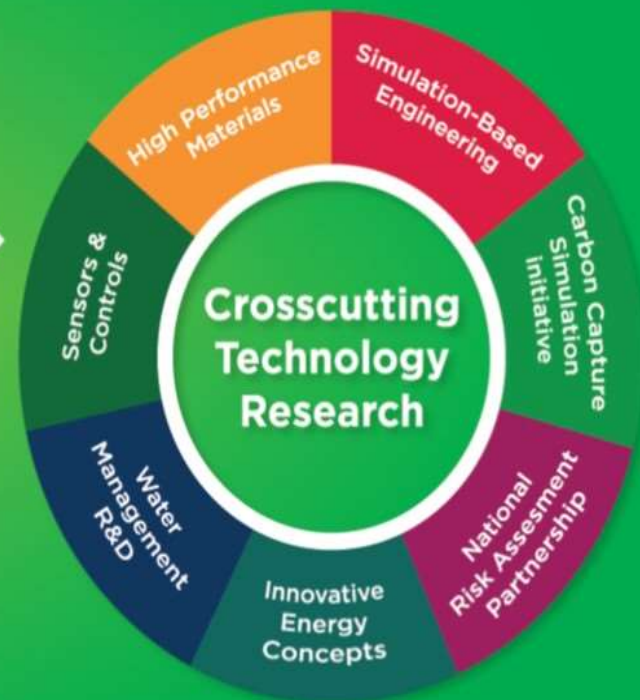 Crosscutting
Technology
Research
Simulation-Based
Engineering
Carbon Capture
Simulation
initiative
National
Risk Assesment
Partnership
Innovative
Energy
Concepts
Water
Management
R&D
Sensors &
Controls
High Performance
Materials